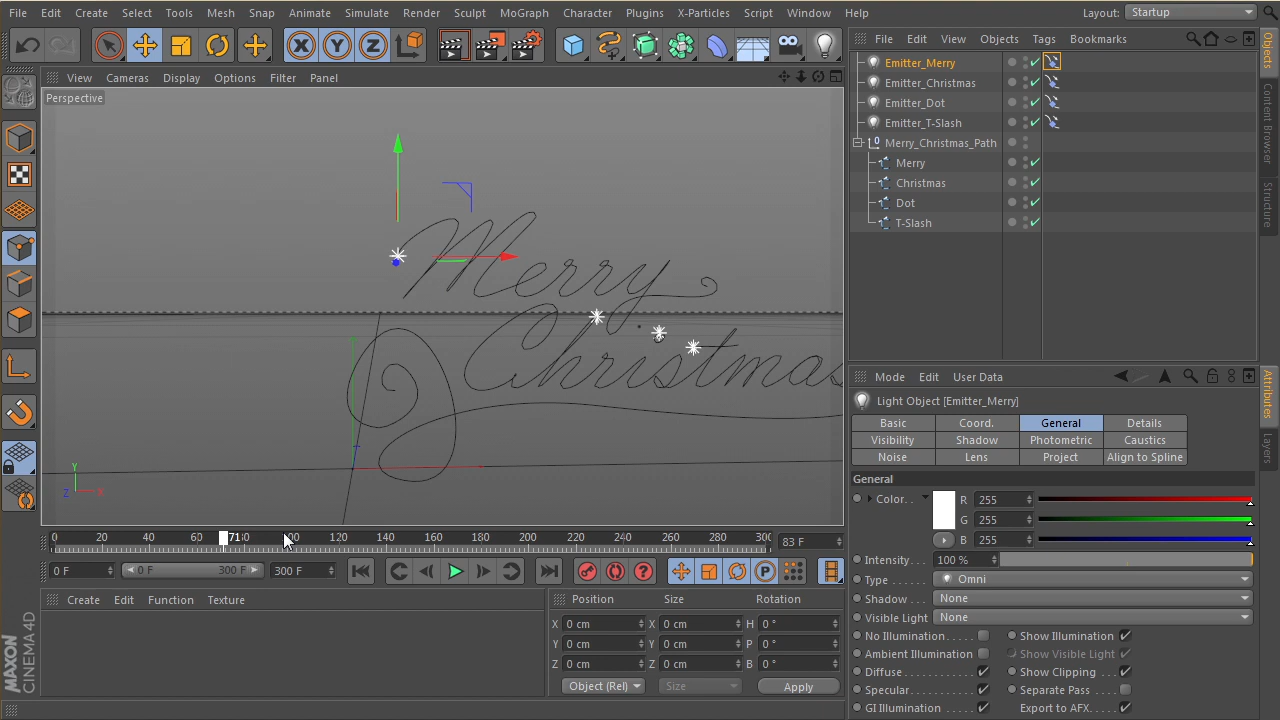 File Edit Create Select Tools Mesh Snap Animate Simulate Render Sculpt MoGraph Character Plugins X-Particles Script Window Help Layout: Startup
X Y Z
File Edit View Objects Tags Bookmarks
View Cameras Display Options Filter Panel
Perspective
Emitter_Merry
Emitter_Christmas
Emitter_Dot
Emitter_T-Slash
Merry_Christmas_Path
Merry
Christmas
Dot
T-Slash
Objects
Content Browser
Structure
Merry
Christmas
Y
Z X
Mode Edit User Data
Light Object [Emitter_Merry]
Basic Coord. General Details
Visibility Shadow Photometric Caustics
Noise Lens Project Align to Spline
Attributes
Layers
General
Color. . R 255
G 255
B 255
Intensity. . . 100 %
Type . . . . . . Omni
Shadow . . . None
Visible Light None
No Illumination. . . . . Show Illumination
Ambient Illumination Show Visible Light
Diffuse. . . . . . . . . . . Show Clipping
Specular. . . . . . . . . . Separate Pass
GI Illumination Export to AFX
0 20 40 60 71 100 120 140 160 180 200 220 240 260 280 300 83 F
0 F 0 F 300 F 300 F
P
Create Edit Function Texture
Position Size Rotation
X 0 cm X 0 cm H 0 °
Y 0 cm Y 0 cm P 0 °
Z 0 cm Z 0 cm B 0 °
Object (Rel) Size Apply
MAXON
CINEMA 4D